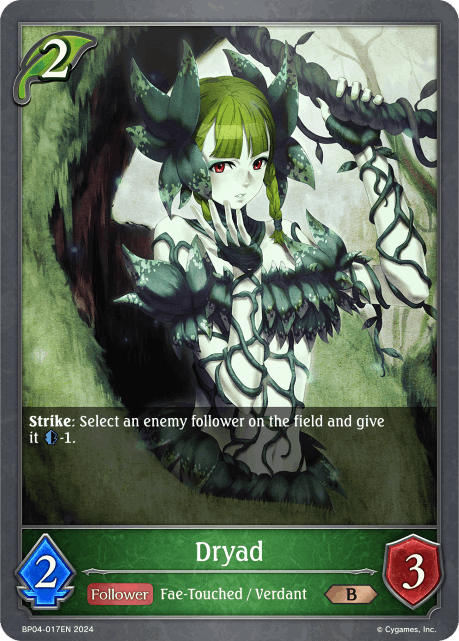 2
Strike: Select an enemy follower on the field and give
it -1.
Dryad
2
Follower Fae-Touched / Verdant B
3
BP04-017EN 2024 © Cygames, Inc.